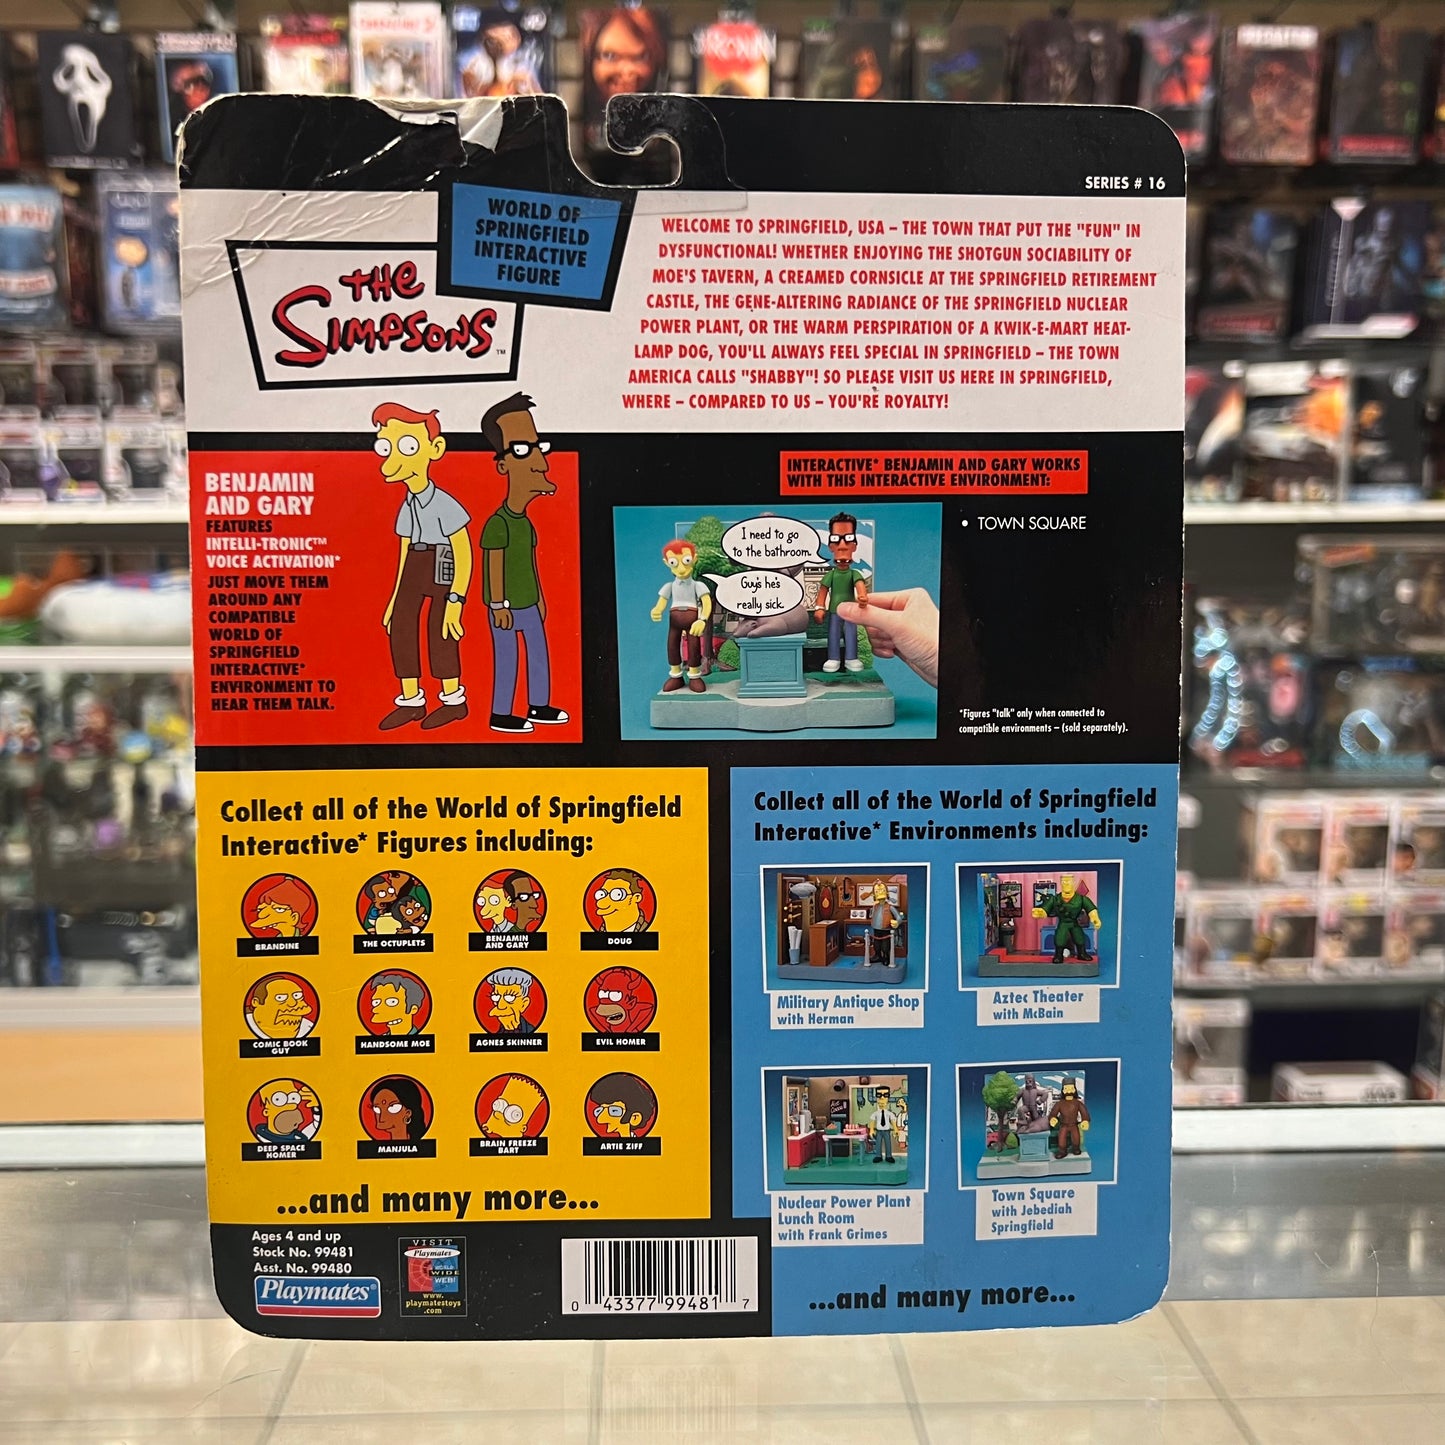 SERIES # 16
WORLD OF
SPRINGFIELD
INTERACTIVE
FIGURE
THE
SIMPSONS™
WELCOME TO SPRINGFIELD, USA – THE TOWN THAT PUT THE "FUN" IN
DYSFUNCTIONAL! WHETHER ENJOYING THE SHOTGUN SOCIABILITY OF
MOE'S TAVERN, A CREAMED CORNSICLE AT THE SPRINGFIELD RETIREMENT
CASTLE, THE GENE-ALTERING RADIANCE OF THE SPRINGFIELD NUCLEAR
POWER PLANT, OR THE WARM PERSPIRATION OF A KWIK-E-MART HEAT-
LAMP DOG, YOU'LL ALWAYS FEEL SPECIAL IN SPRINGFIELD – THE TOWN
AMERICA CALLS "SHABBY"! SO PLEASE VISIT US HERE IN SPRINGFIELD,
WHERE – COMPARED TO US – YOU'RE ROYALTY!
BENJAMIN
AND GARY
FEATURES
INTELLI-TRONIC™
VOICE ACTIVATION*
JUST MOVE THEM
AROUND ANY
COMPATIBLE
WORLD OF
SPRINGFIELD
INTERACTIVE*
ENVIRONMENT TO
HEAR THEM TALK.
INTERACTIVE* BENJAMIN AND GARY WORKS
WITH THIS INTERACTIVE ENVIRONMENT:
• TOWN SQUARE
I need to go
to the bathroom.
Guys he's
really sick.
*Figures "talk" only when connected to
compatible environments – (sold separately).
Collect all of the World of Springfield
Interactive* Figures including:
BRANDINE
THE OCTUPLETS
BENJAMIN
AND GARY
DOUG
COMIC BOOK
GUY
HANDSOME MOE
AGNES SKINNER
EVIL HOMER
DEEP SPACE
HOMER
MANJULA
BRAIN FREEZE
BART
ARTIE ZIFF
...and many more...
Collect all of the World of Springfield
Interactive* Environments including:
Military Antique Shop
with Herman
Aztec Theater
with McBain
Nuclear Power Plant
Lunch Room
with Frank Grimes
Town Square
with Jebediah
Springfield
...and many more...
Ages 4 and up
Stock No. 99481
Asst. No. 99480
Playmates®
VISIT
Playmates
WORLD
WIDE
WEB!
www.
playmatestoys
.com
0 43377 99481 7
PREDATOR